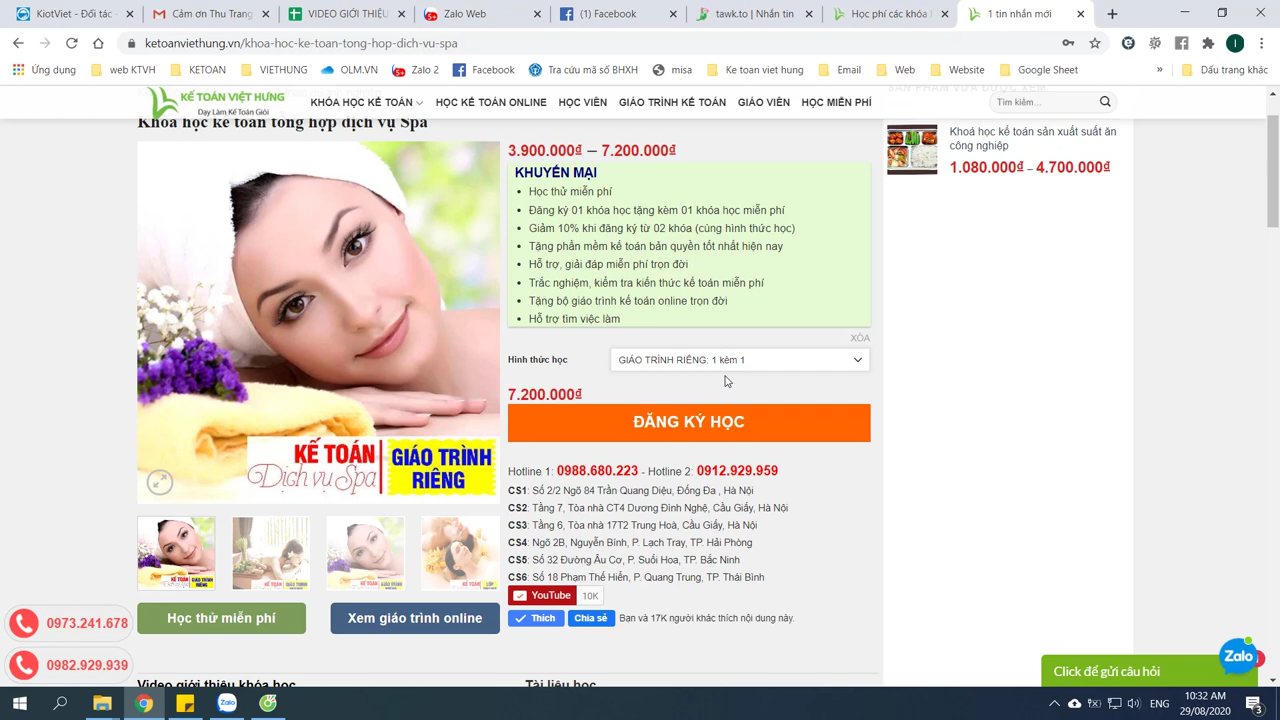 KiotViet - Đối tác -
Cảm ơn Toán Trang
VIDEO GIỚI THIỆU
Zalo Web
(1) Facebook
tawk.to | Nhắn tin
Học phí các khóa
1 tin nhắn mới
ketoanviethung.vn/khoa-hoc-ke-toan-tong-hop-dich-vu-spa
Ứng dụng
web KTVH
KETOAN
VIETHUNG
OLM.VN
Zalo 2
Facebook
Tra cứu mã số BHXH
misa
Ke toan viet hung
Email
Web
Website
Google Sheet
»
Dấu trang khác
KẾ TOÁN VIỆT HƯNG
Dạy Làm Kế Toán Giỏi
KHÓA HỌC KẾ TOÁN
HỌC KẾ TOÁN ONLINE
HỌC VIÊN
GIÁO TRÌNH KẾ TOÁN
GIÁO VIÊN
HỌC MIỄN PHÍ
Tìm kiếm...
SẢN PHẨM VỪA ĐƯỢC XEM
Khóa học kế toán tổng hợp dịch vụ Spa
Khoá học kế toán sản xuất suất ăn
công nghiệp
1.080.000₫ – 4.700.000₫
3.900.000₫ – 7.200.000₫
KHUYẾN MẠI
• Học thử miễn phí
• Đăng ký 01 khóa học tặng kèm 01 khóa học miễn phí
• Giảm 10% khi đăng ký từ 02 khóa (cùng hình thức học)
• Tặng phần mềm kế toán bản quyền tốt nhất hiện nay
• Hỗ trợ, giải đáp miễn phí trọn đời
• Trắc nghiệm, kiểm tra kiến thức kế toán miễn phí
• Tặng bộ giáo trình kế toán online trọn đời
• Hỗ trợ tìm việc làm
XÓA
Hình thức học
GIÁO TRÌNH RIÊNG: 1 kèm 1
7.200.000₫
ĐĂNG KÝ HỌC
KẾ TOÁN
Dịch vụ Spa
GIÁO TRÌNH
RIÊNG
Hotline 1: 0988.680.223 - Hotline 2: 0912.929.959
CS1: Số 2/2 Ngõ 84 Trần Quang Diệu, Đống Đa , Hà Nội
CS2: Tầng 7, Tòa nhà CT4 Dương Đình Nghệ, Cầu Giấy, Hà Nội
CS3: Tầng 6, Tòa nhà 17T2 Trung Hoà, Cầu Giấy, Hà Nội
CS4: Ngõ 2B, Nguyễn Bình, P. Lạch Tray, TP. Hải Phòng
CS5: Số 32 Đường Âu Cơ, P. Suối Hoa, TP. Bắc Ninh
CS6: Số 18 Phạm Thế Hiển, P. Quang Trung, TP. Thái Bình
YouTube 10K
Thích
Chia sẻ
Bạn và 17K người khác thích nội dung này.
Học thử miễn phí
Xem giáo trình online
0973.241.678
0982.929.939
Video giới thiệu khóa học
Tài liệu học
Zalo
Click để gửi câu hỏi
Zalo
ENG
10:32 AM
29/08/2020
3